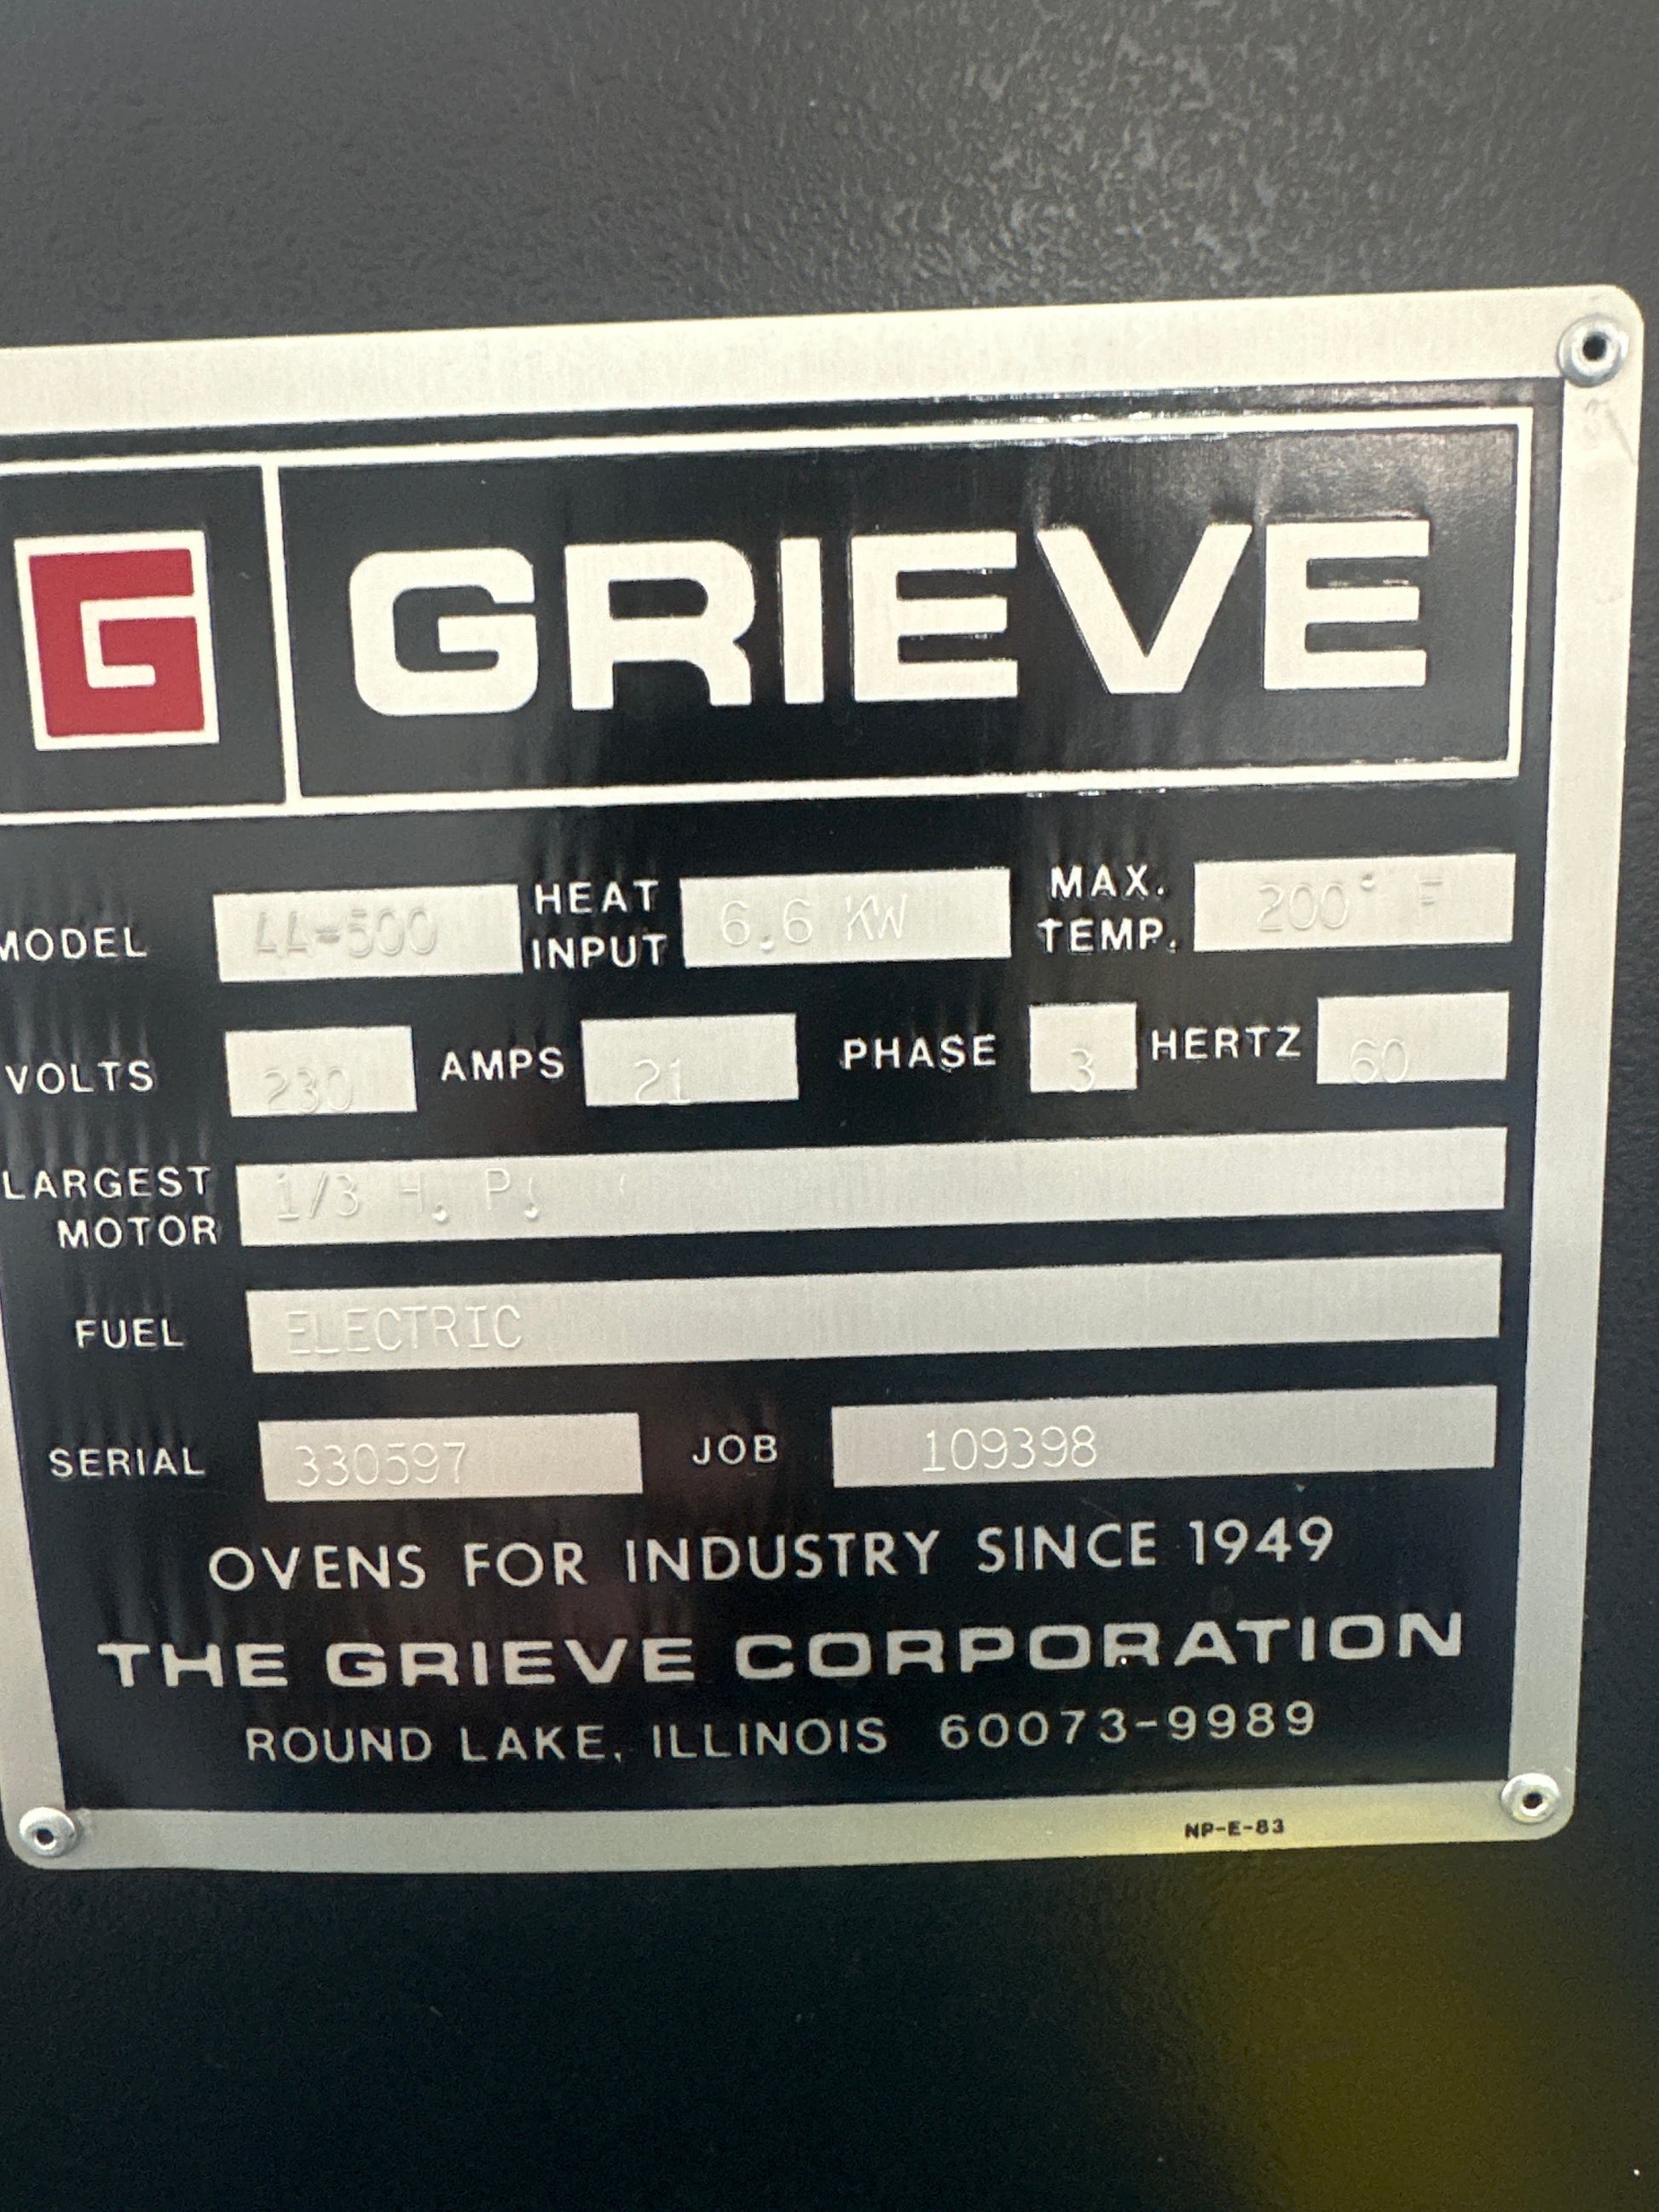 G GRIEVE
MODEL AA-500 HEAT INPUT 6.6 KW MAX. TEMP. 200° F
VOLTS 230 AMPS 21 PHASE 3 HERTZ 60
LARGEST MOTOR 1/3 H. P.
FUEL ELECTRIC
SERIAL 330597 JOB 109398
OVENS FOR INDUSTRY SINCE 1949
THE GRIEVE CORPORATION
ROUND LAKE, ILLINOIS 60073-9989
NP-E-83